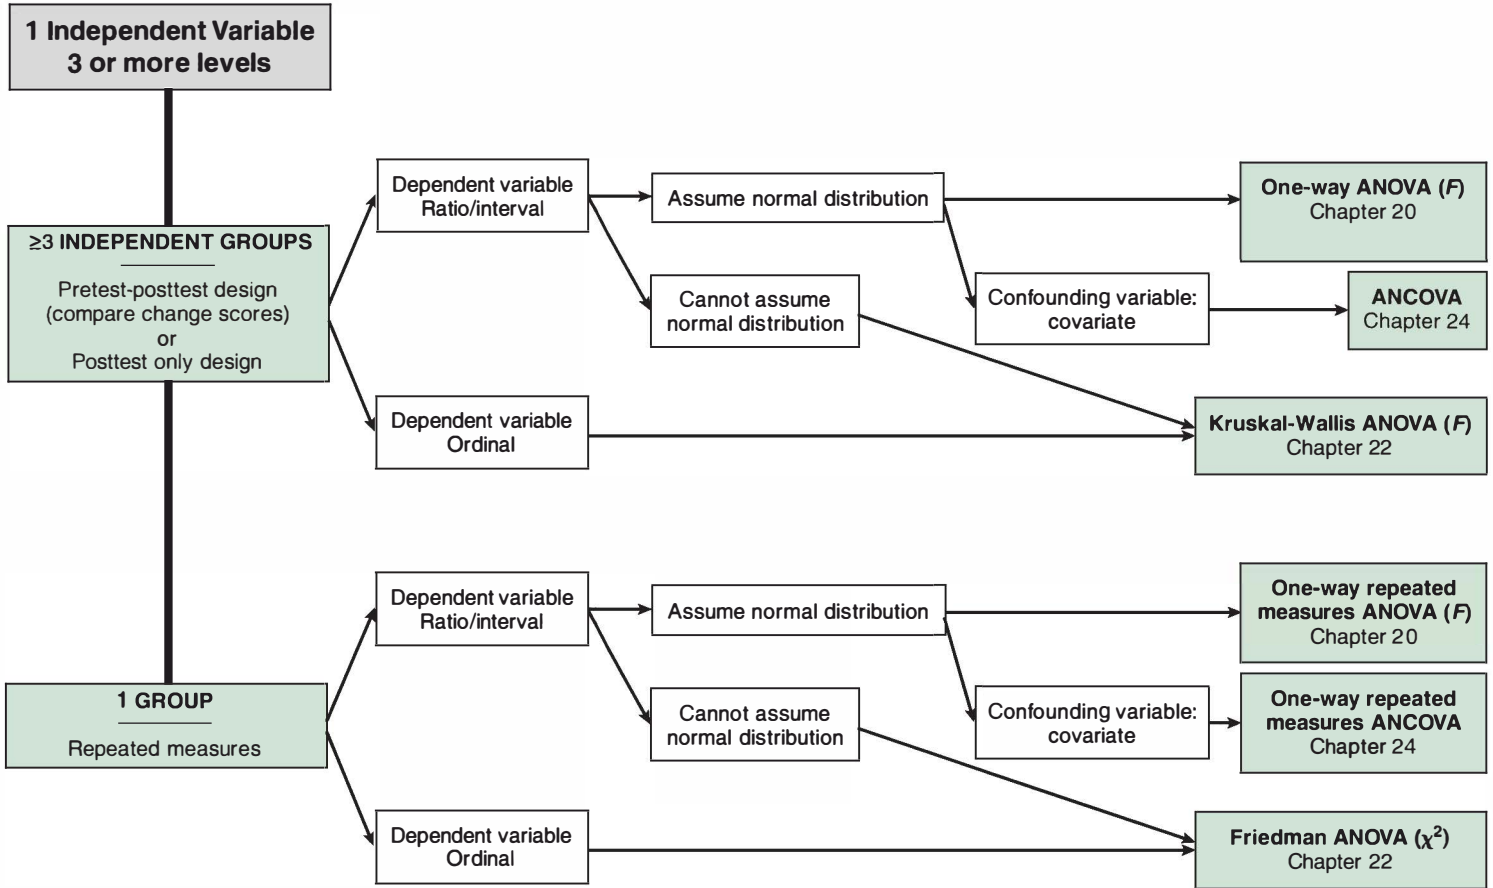 1 Independent Variable
3 or more levels
≥3 INDEPENDENT GROUPS
Pretest-posttest design
(compare change scores)
or
Posttest only design
Dependent variable
Ratio/interval
Assume normal distribution
One-way ANOVA (F)
Chapter 20
Cannot assume
normal distribution
Confounding variable:
covariate
ANCOVA
Chapter 24
Dependent variable
Ordinal
Kruskal-Wallis ANOVA (F)
Chapter 22
1 GROUP
Repeated measures
Dependent variable
Ratio/interval
Assume normal distribution
One-way repeated
measures ANOVA (F)
Chapter 20
Cannot assume
normal distribution
Confounding variable:
covariate
One-way repeated
measures ANCOVA
Chapter 24
Dependent variable
Ordinal
Friedman ANOVA (χ²)
Chapter 22